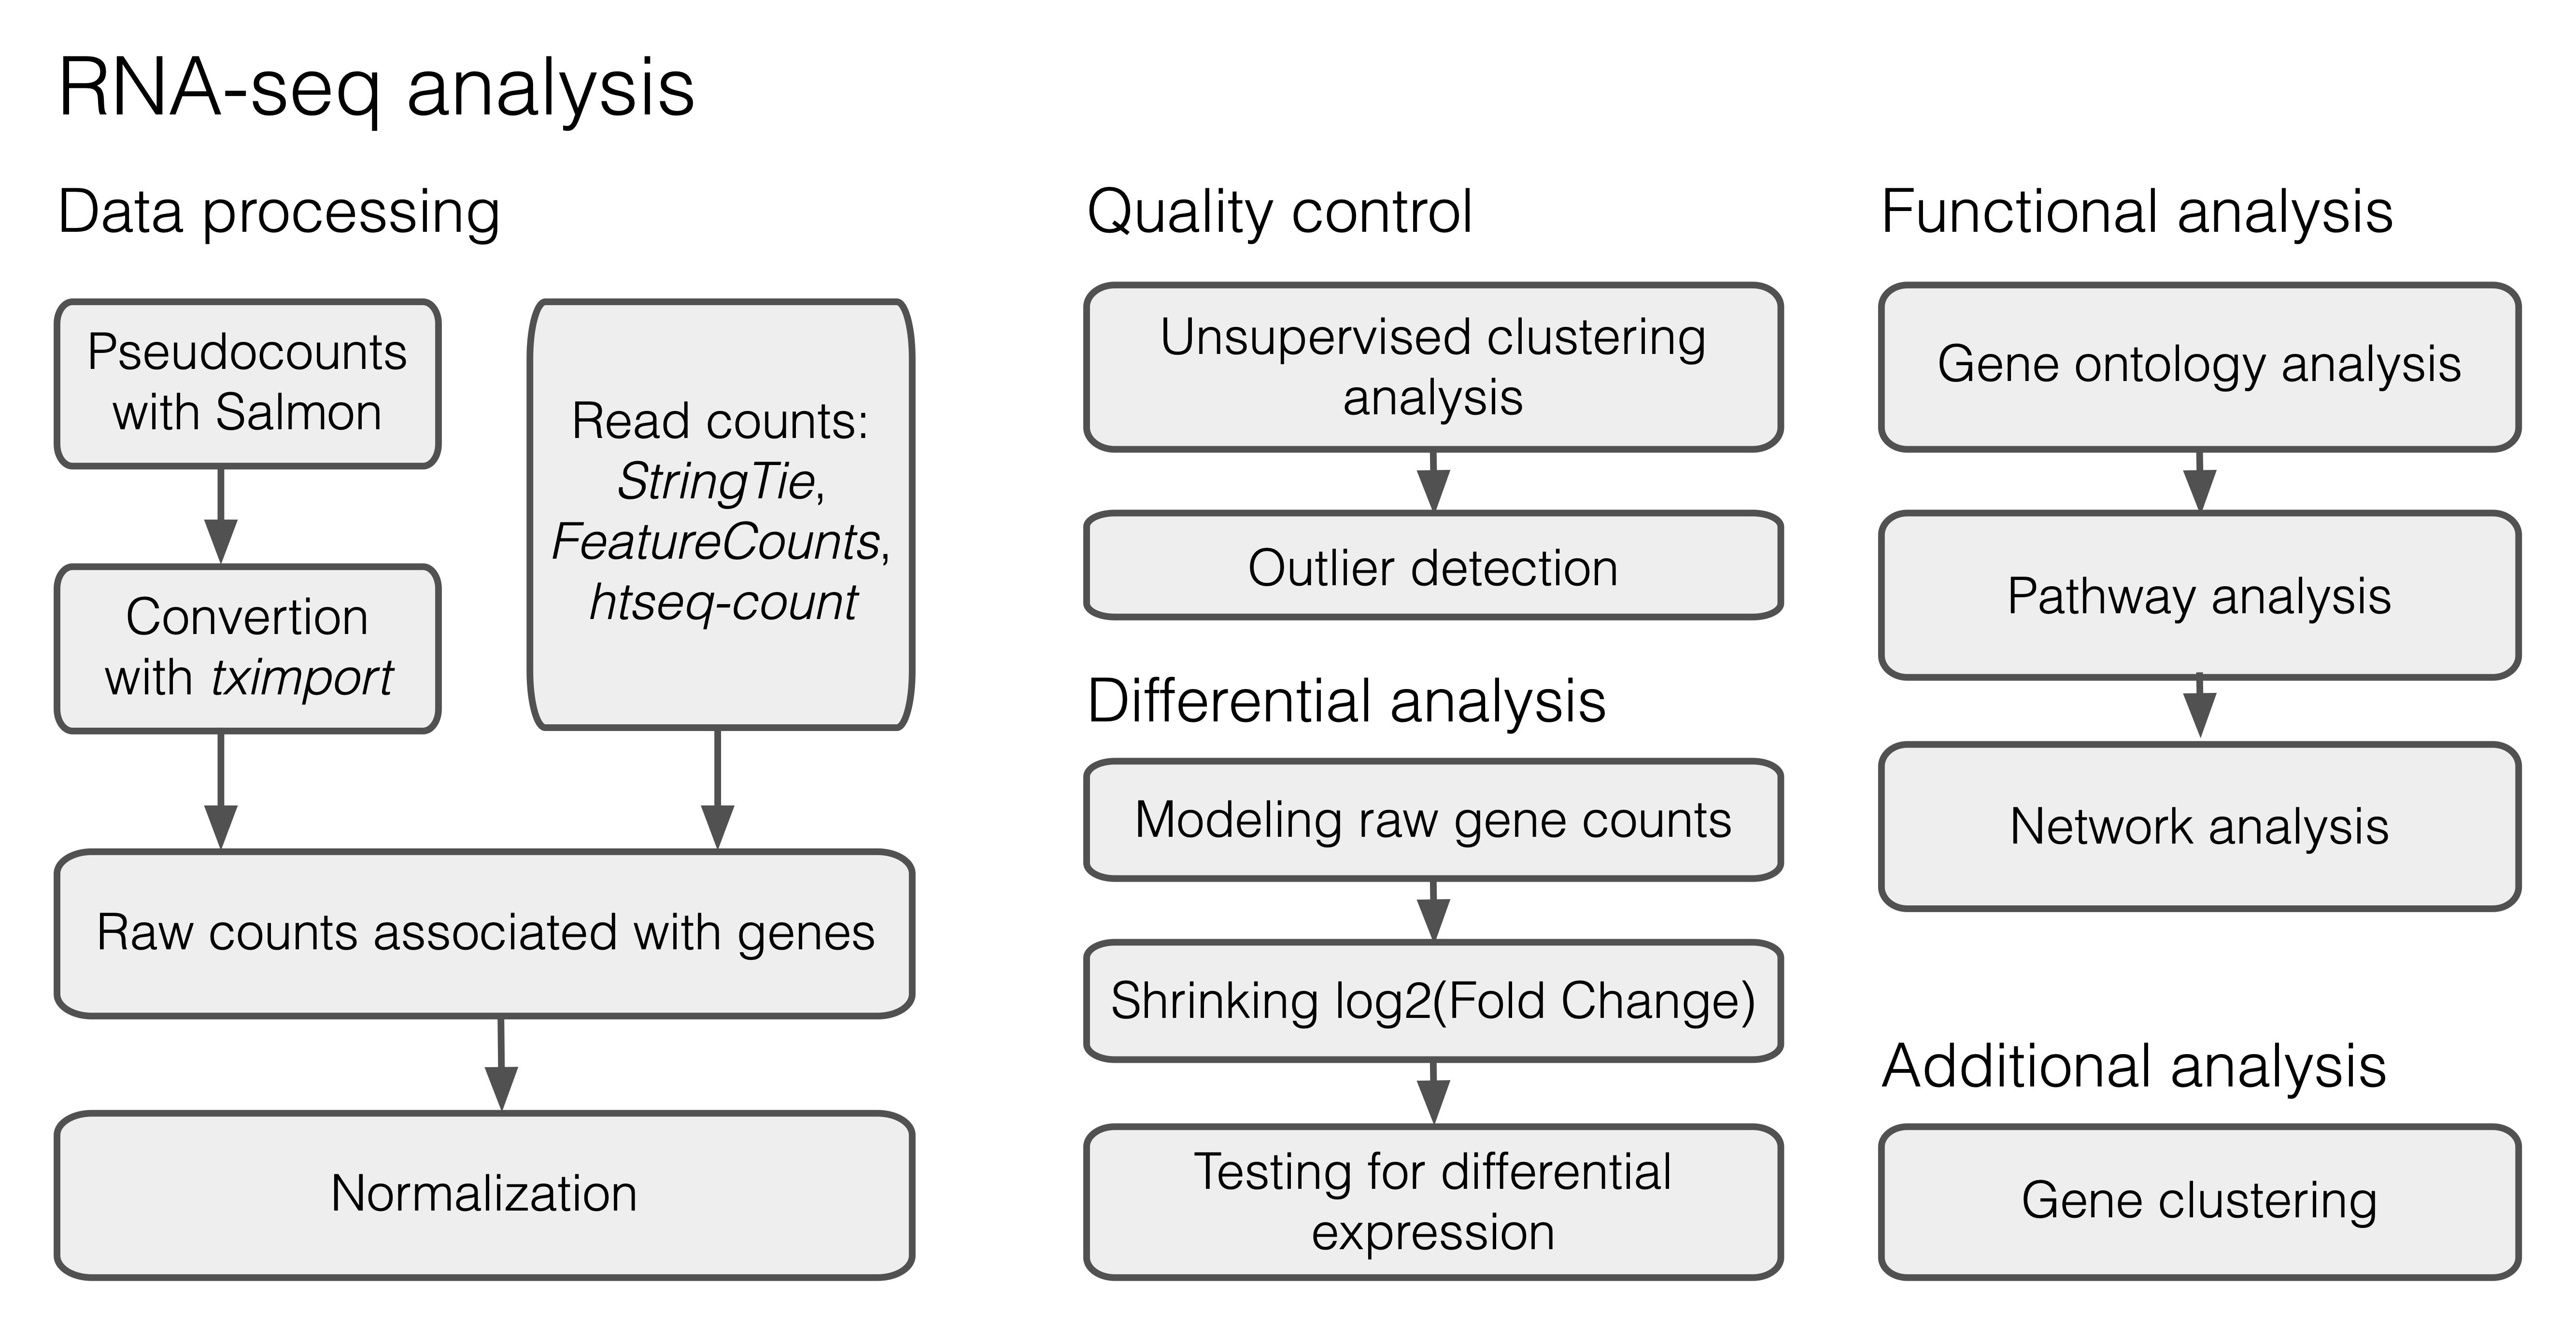 RNA-seq analysis
Data processing
Pseudocounts
with Salmon
Convertion
with tximport
Read counts:
StringTie,
FeatureCounts,
htseq-count
Raw counts associated with genes
Normalization
Quality control
Unsupervised clustering
analysis
Outlier detection
Differential analysis
Modeling raw gene counts
Shrinking log2(Fold Change)
Testing for differential
expression
Functional analysis
Gene ontology analysis
Pathway analysis
Network analysis
Additional analysis
Gene clustering